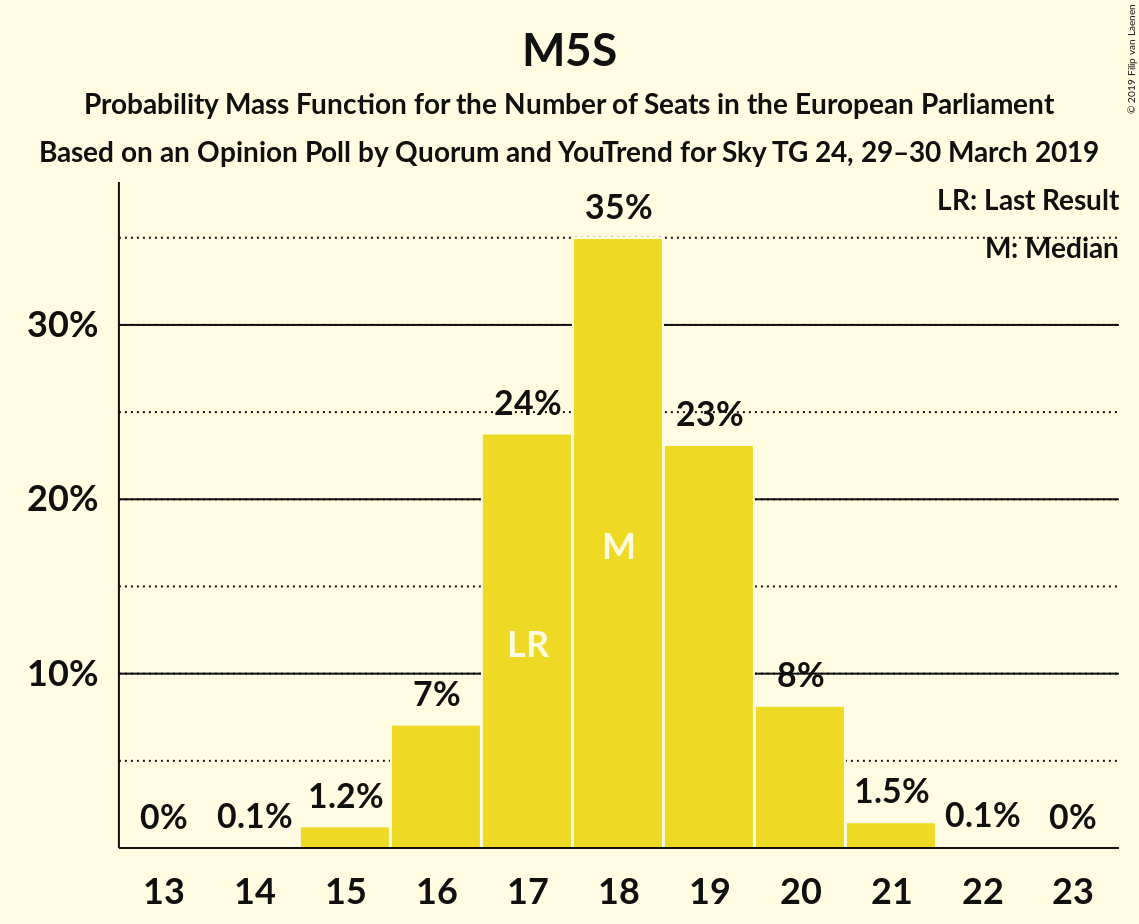 M5S
Probability Mass Function for the Number of Seats in the European Parliament
Based on an Opinion Poll by Quorum and YouTrend for Sky TG 24, 29–30 March 2019
© 2019 Filip van Laenen
LR: Last Result
M: Median
30%
20%
10%
0%
0.1%
1.2%
7%
24%
35%
23%
8%
1.5%
0.1%
0%
LR
M
13 14 15 16 17 18 19 20 21 22 23